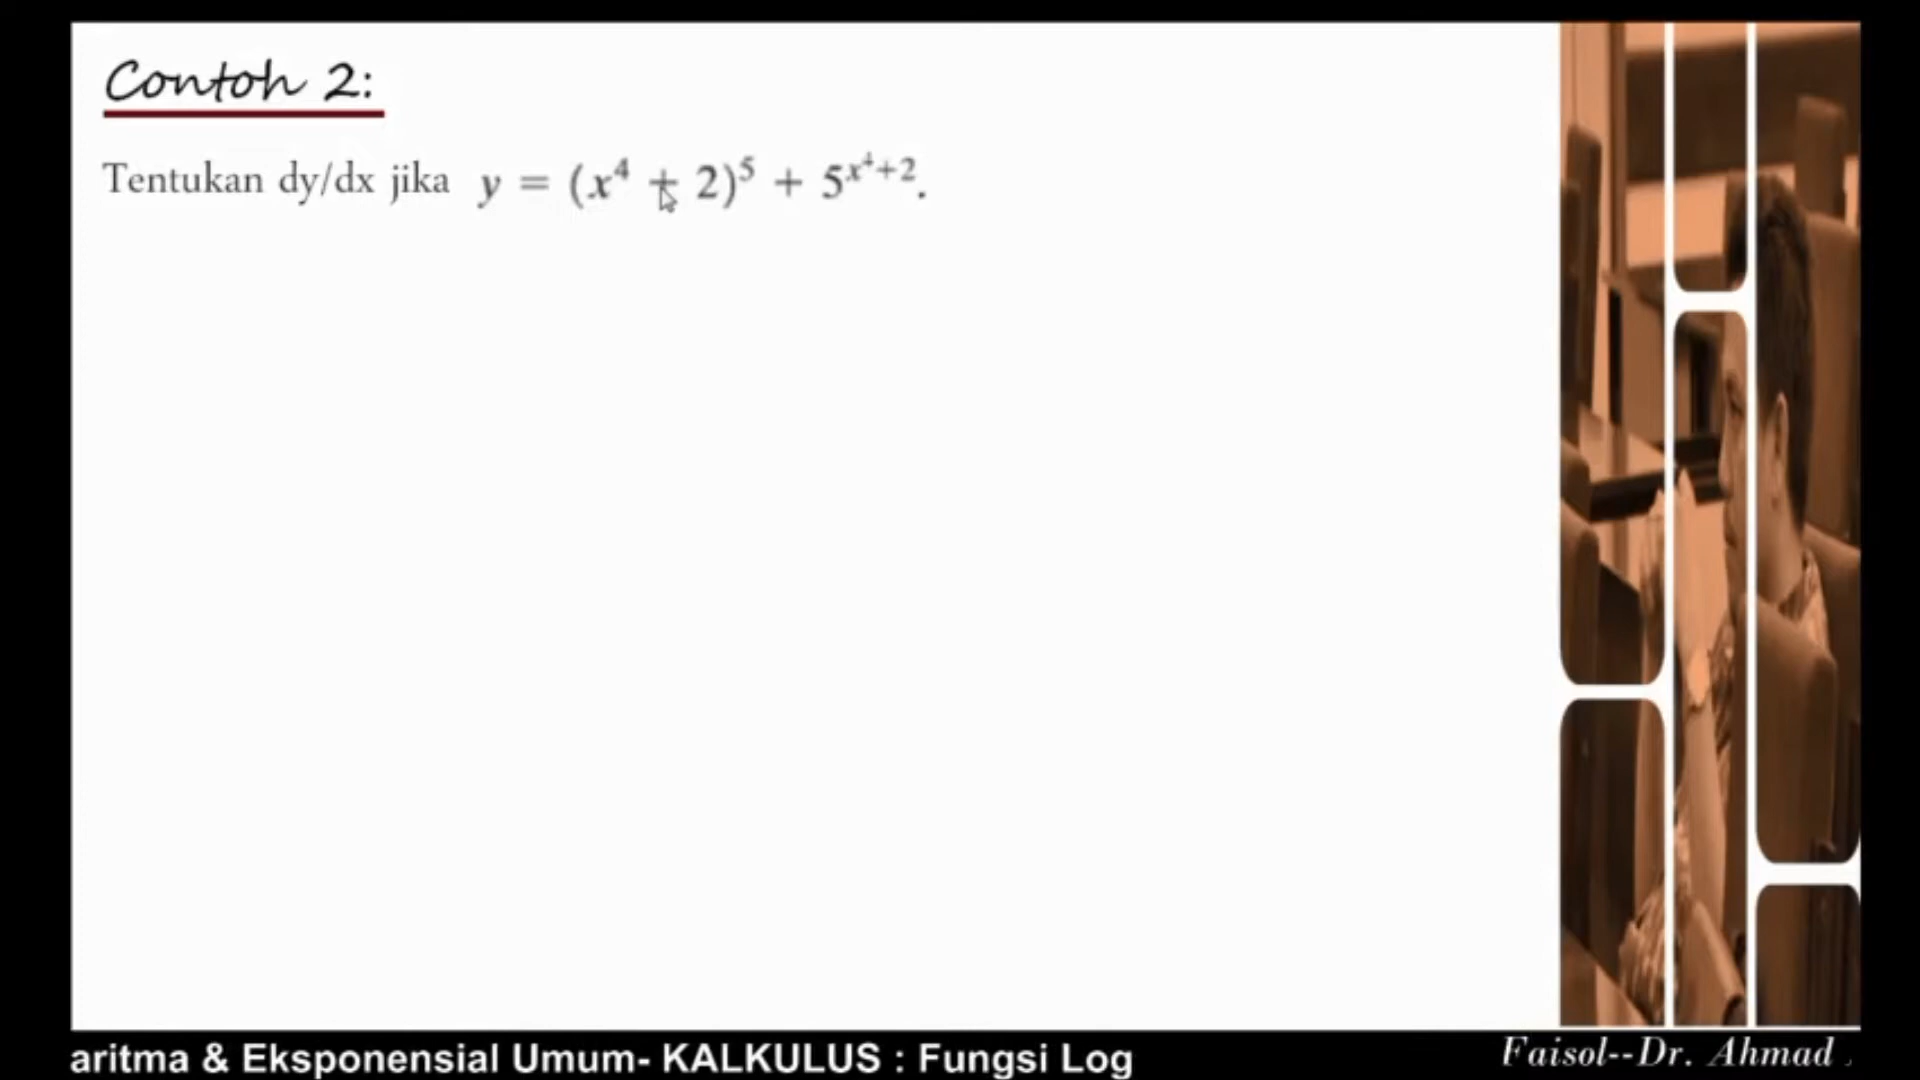 Contoh 2:
Tentukan dy/dx jika y = (x⁴ + 2)⁵ + 5^{x⁴+2}.
aritma & Eksponensial Umum- KALKULUS : Fungsi Log
Faisol--Dr. Ahmad